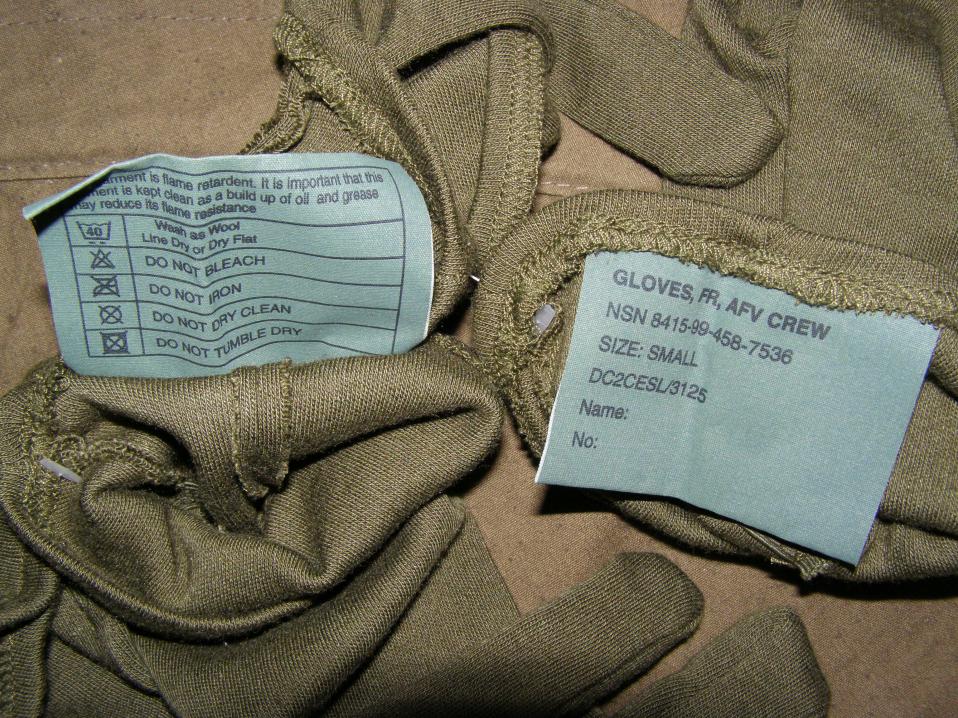 arment is flame retardent. It is important that this
ment is kept clean as a build up of oil and grease
may reduce its flame resistance
40
Wash as Wool
Line Dry or Dry Flat
DO NOT BLEACH
DO NOT IRON
DO NOT DRY CLEAN
DO NOT TUMBLE DRY
GLOVES, FR, AFV CREW
NSN 8415-99-458-7536
SIZE: SMALL
DC2CESL/3125
Name:
No: